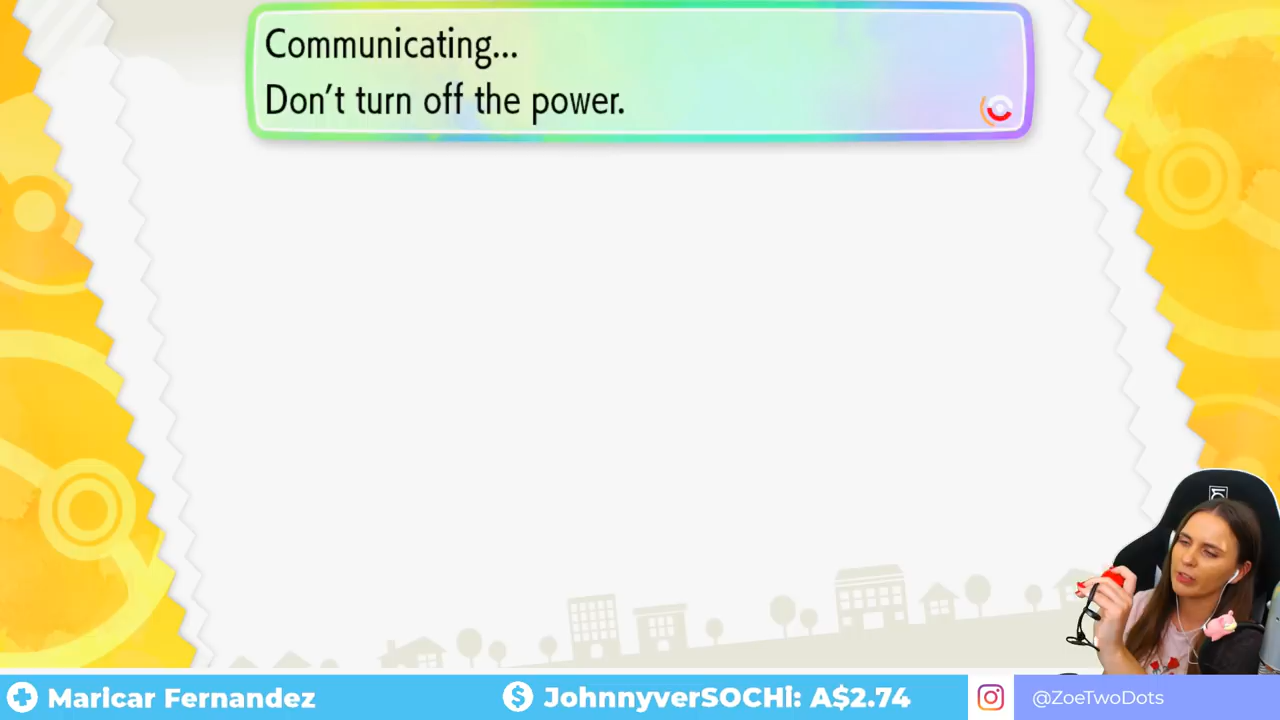 Communicating...
Don't turn off the power.
Maricar Fernandez
JohnnyverSOCHi: A$2.74
@ZoeTwoDots